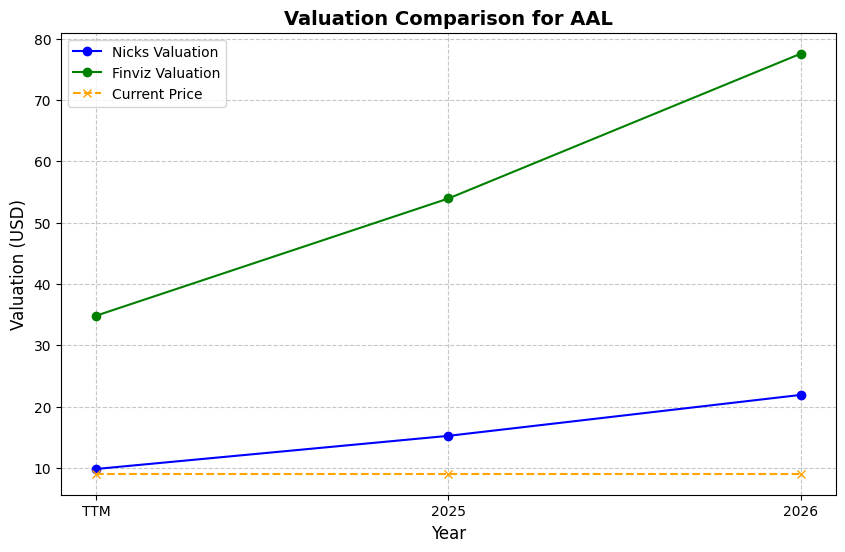 Valuation Comparison for AAL
Nicks Valuation
Finviz Valuation
Current Price
Valuation (USD)
80
70
60
50
40
30
20
10
TTM
2025
2026
Year